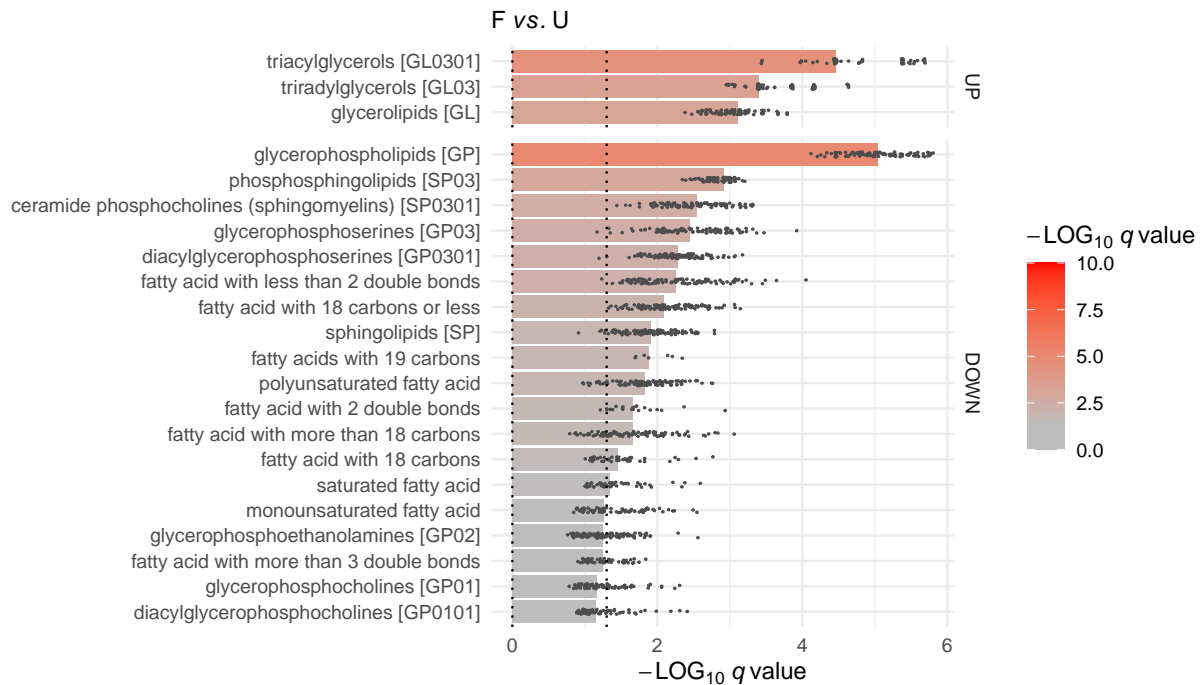 F vs. U
triacylglycerols [GL0301]
triradylglycerols [GL03]
glycerolipids [GL]
UP
glycerophospholipids [GP]
phosphosphingolipids [SP03]
ceramide phosphocholines (sphingomyelins) [SP0301]
glycerophosphoserines [GP03]
diacylglycerophosphoserines [GP0301]
fatty acid with less than 2 double bonds
fatty acid with 18 carbons or less
sphingolipids [SP]
fatty acids with 19 carbons
polyunsaturated fatty acid
fatty acid with 2 double bonds
fatty acid with more than 18 carbons
fatty acid with 18 carbons
saturated fatty acid
monounsaturated fatty acid
glycerophosphoethanolamines [GP02]
fatty acid with more than 3 double bonds
glycerophosphocholines [GP01]
diacylglycerophosphocholines [GP0101]
DOWN
0 2 4 6
−LOG₁₀ q value
−LOG₁₀ q value
10.0
7.5
5.0
2.5
0.0